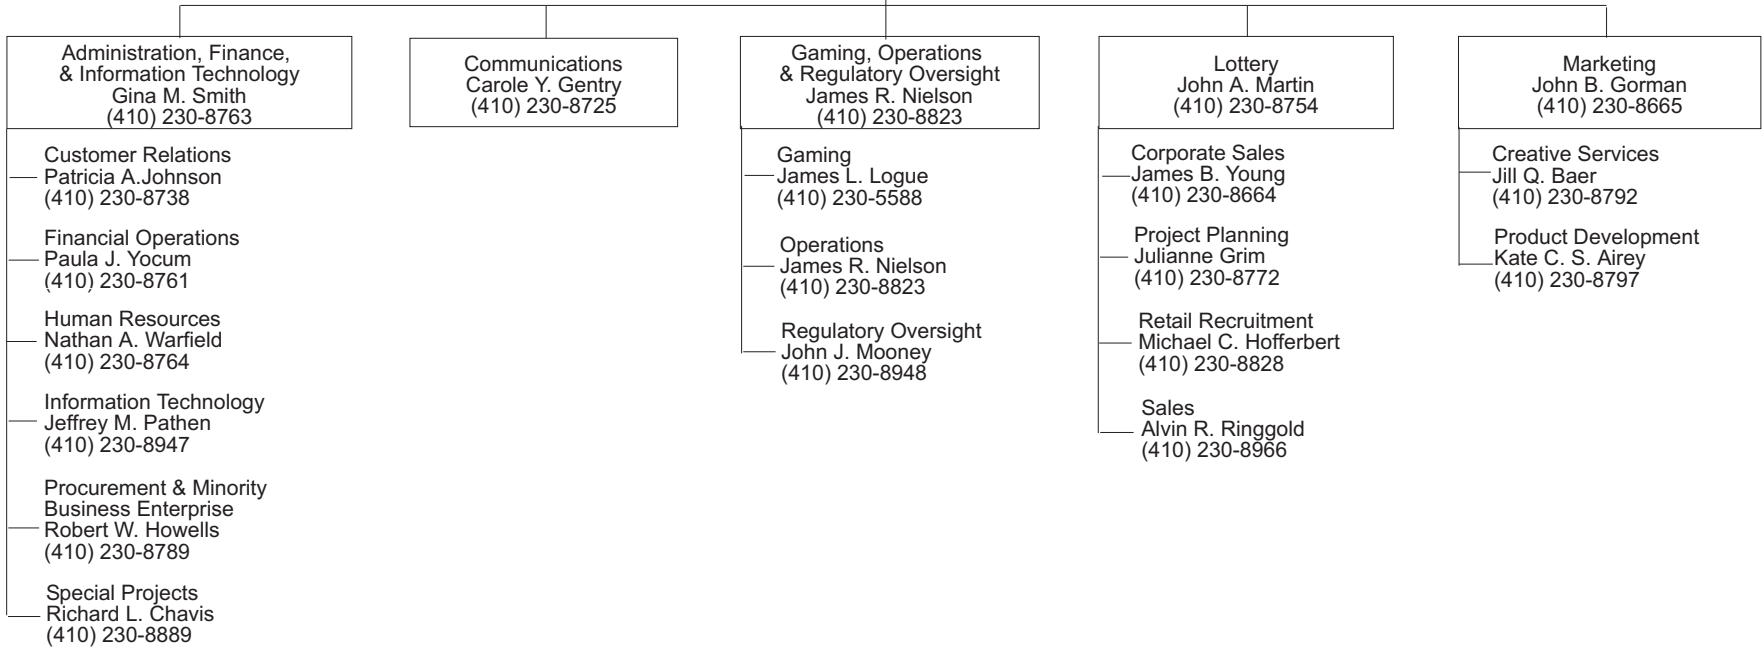 Administration, Finance,
& Information Technology
Gina M. Smith
(410) 230-8763
Customer Relations
Patricia A.Johnson
(410) 230-8738
Financial Operations
Paula J. Yocum
(410) 230-8761
Human Resources
Nathan A. Warfield
(410) 230-8764
Information Technology
Jeffrey M. Pathen
(410) 230-8947
Procurement & Minority
Business Enterprise
Robert W. Howells
(410) 230-8789
Special Projects
Richard L. Chavis
(410) 230-8889
Communications
Carole Y. Gentry
(410) 230-8725
Gaming, Operations
& Regulatory Oversight
James R. Nielson
(410) 230-8823
Gaming
James L. Logue
(410) 230-5588
Operations
James R. Nielson
(410) 230-8823
Regulatory Oversight
John J. Mooney
(410) 230-8948
Lottery
John A. Martin
(410) 230-8754
Corporate Sales
James B. Young
(410) 230-8664
Project Planning
Julianne Grim
(410) 230-8772
Retail Recruitment
Michael C. Hofferbert
(410) 230-8828
Sales
Alvin R. Ringgold
(410) 230-8966
Marketing
John B. Gorman
(410) 230-8665
Creative Services
Jill Q. Baer
(410) 230-8792
Product Development
Kate C. S. Airey
(410) 230-8797